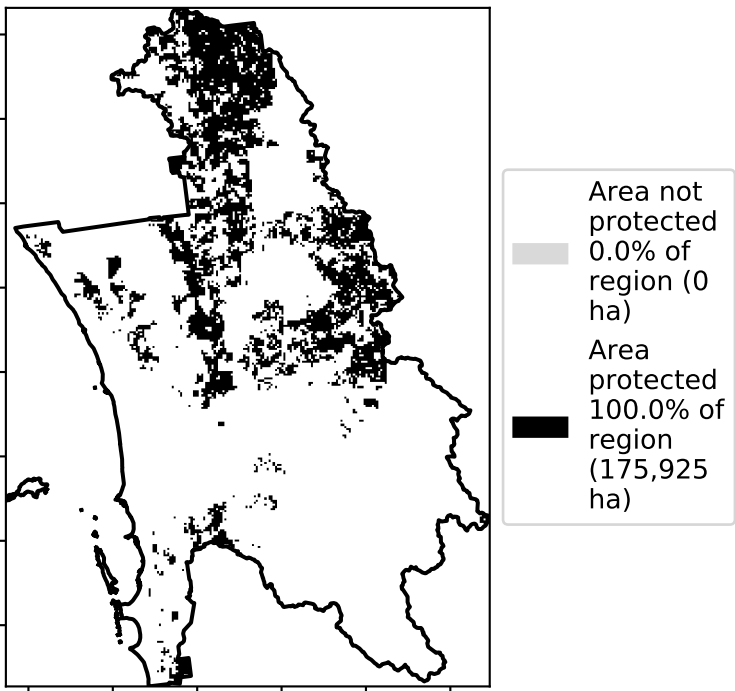 Area not
protected
0.0% of
region (0
ha)
Area
protected
100.0% of
region
(175,925
ha)